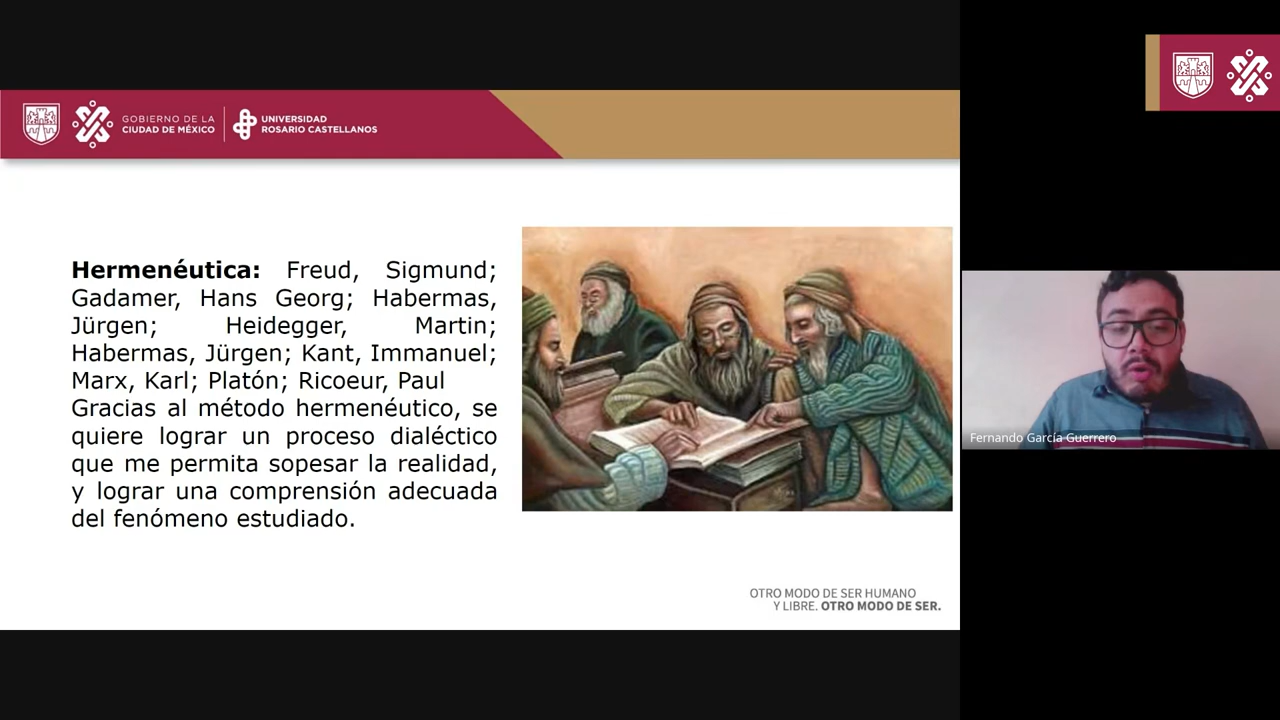 GOBIERNO DE LA
CIUDAD DE MÉXICO
UNIVERSIDAD
ROSARIO CASTELLANOS
Hermenéutica: Freud, Sigmund;
Gadamer, Hans Georg; Habermas,
Jürgen; Heidegger, Martin;
Habermas, Jürgen; Kant, Immanuel;
Marx, Karl; Platón; Ricoeur, Paul
Gracias al método hermenéutico, se
quiere lograr un proceso dialéctico
que me permita sopesar la realidad,
y lograr una comprensión adecuada
del fenómeno estudiado.
OTRO MODO DE SER HUMANO
Y LIBRE. OTRO MODO DE SER.
Fernando García Guerrero